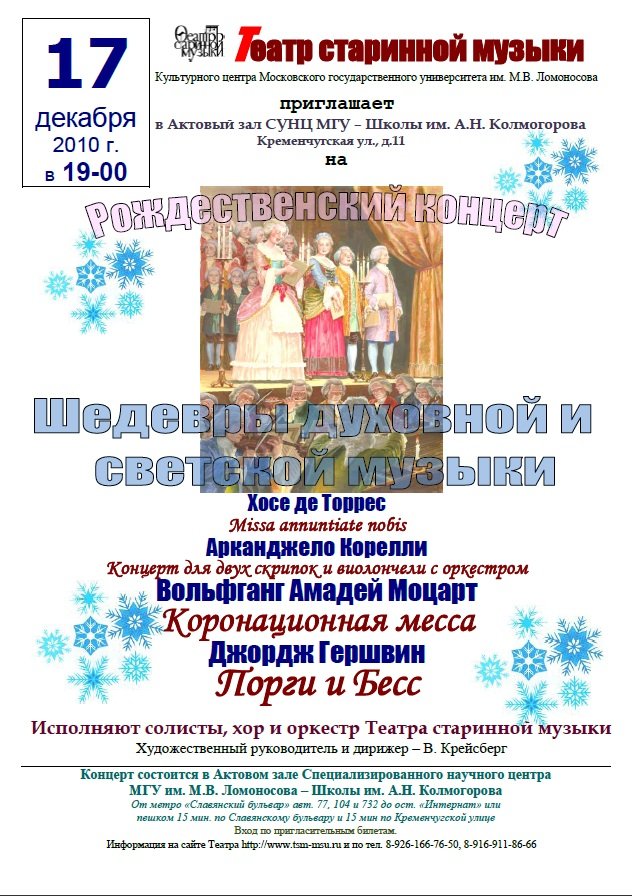 17
декабря
2010 г.
в 19-00
Театръ
старинной
музыки
Театр старинной музыки
Культурного центра Московского государственного университета им. М.В. Ломоносова
приглашает
в Актовый зал СУНЦ МГУ – Школы им. А.Н. Колмогорова
Кременчугская ул., д.11
на
Рождественский концерт
Шедевры духовной и
светской музыки
Хосе де Торрес
Missa annuntiate nobis
Арканджело Корелли
Концерт для двух скрипок и виолончели с оркестром
Вольфганг Амадей Моцарт
Коронационная месса
Джордж Гершвин
Порги и Бесс
Исполняют солисты, хор и оркестр Театра старинной музыки
Художественный руководитель и дирижер – В. Крейсберг
Концерт состоится в Актовом зале Специализированного научного центра
МГУ им. М.В. Ломоносова – Школы им. А.Н. Колмогорова
От метро «Славянский бульвар» авт. 77, 104 и 732 до ост. «Интернат» или
пешком 15 мин. по Славянскому бульвару и 15 мин по Кременчугской улице
Вход по пригласительным билетам.
Информация на сайте Театра http://www.tsm-msu.ru и по тел. 8-926-166-76-50, 8-916-911-86-66